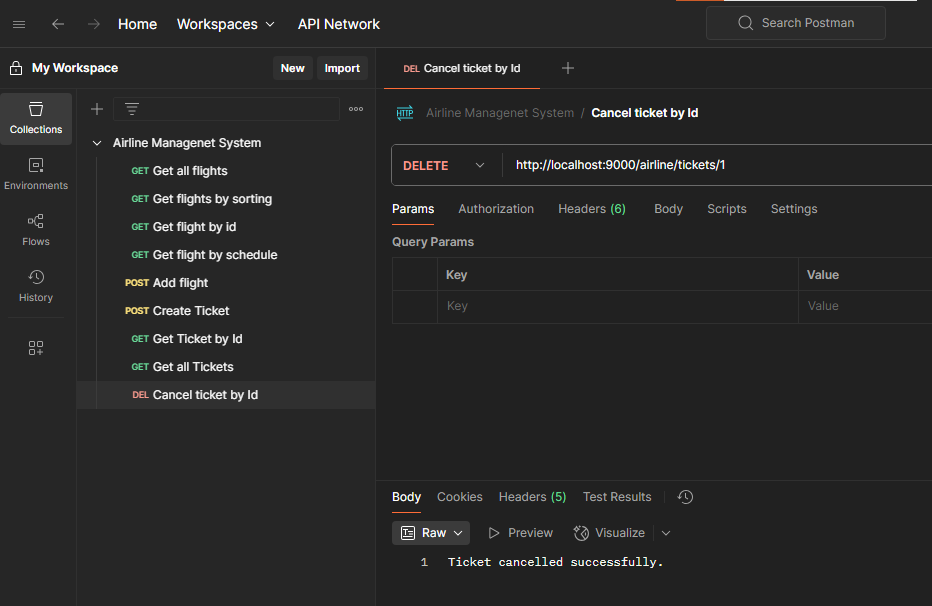 Home Workspaces API Network Search Postman
My Workspace New Import
DEL Cancel ticket by Id
Collections
Environments
Flows
History
Airline Managenet System
GET Get all flights
GET Get flights by sorting
GET Get flight by id
GET Get flight by schedule
POST Add flight
POST Create Ticket
GET Get Ticket by Id
GET Get all Tickets
DEL Cancel ticket by Id
HTTP Airline Managenet System / Cancel ticket by Id
DELETE http://localhost:9000/airline/tickets/1
Params Authorization Headers (6) Body Scripts Settings
Query Params
Key Value
Key Value
Body Cookies Headers (5) Test Results
Raw Preview Visualize
1 Ticket cancelled successfully.